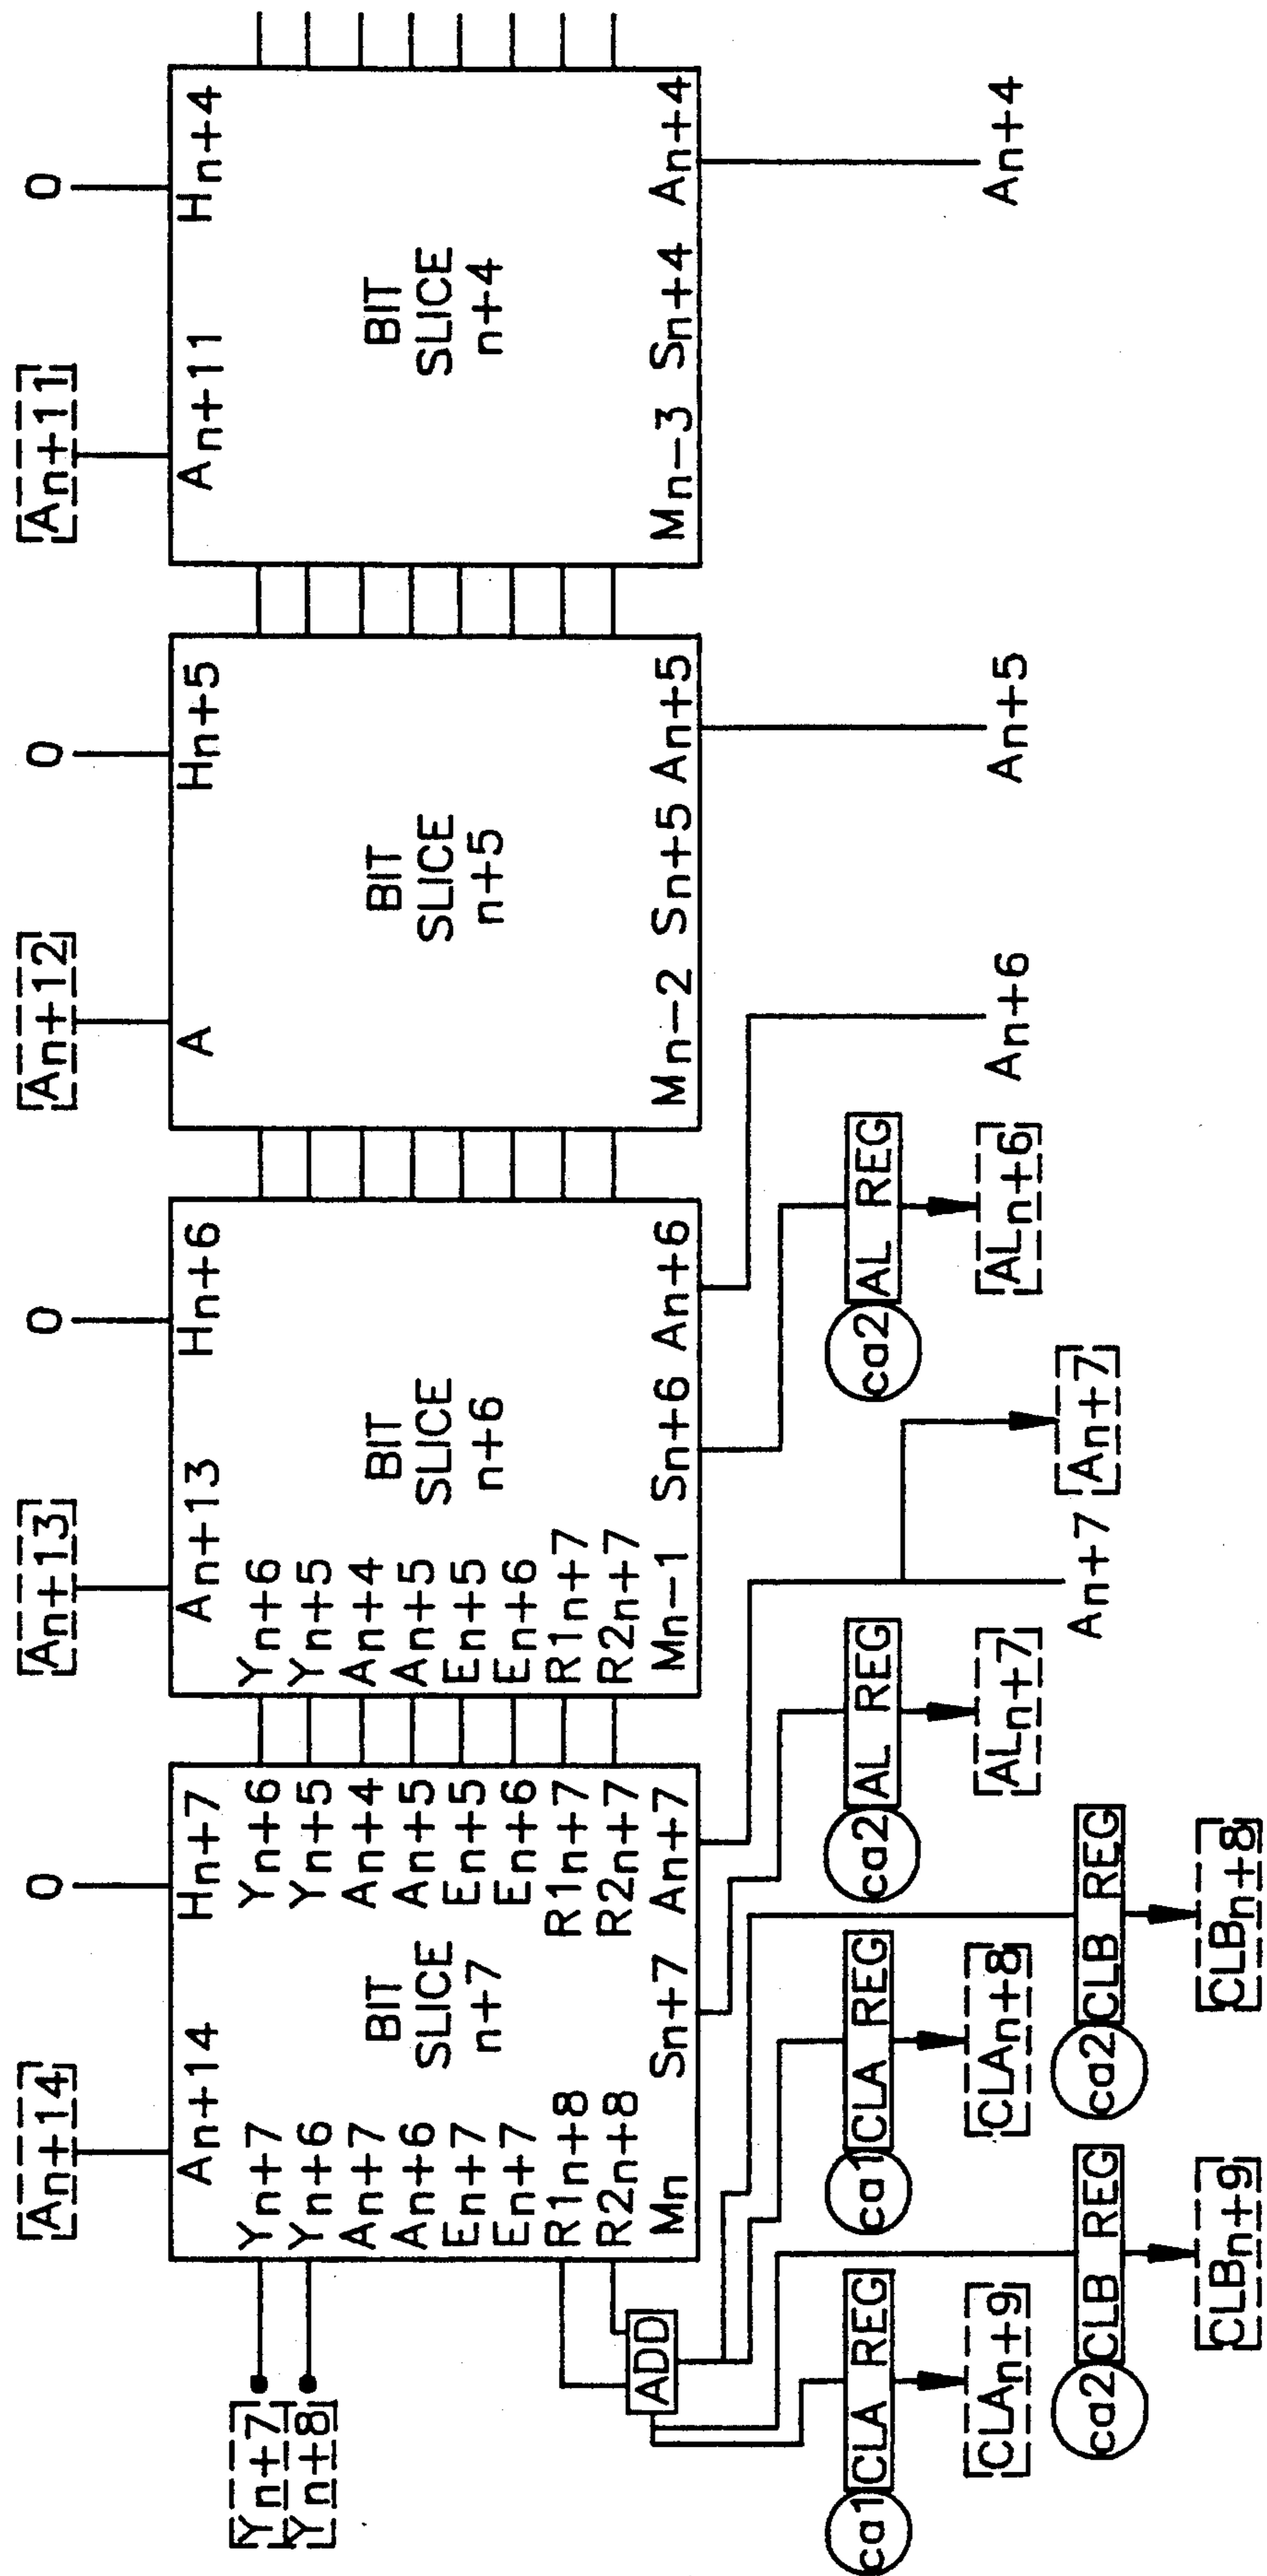 [An+14]
O
[An+13]
O
[An+12]
O
[An+11]
O
An+14
Hn+7
An+13
Hn+6
A
Hn+5
An+11
Hn+4
[Yn+7]
[Yn+8]
Yn+7
Yn+6
An+7
An+6
En+7
En+7
R1n+8
R2n+8
Mn
BIT
SLICE
n+7
Yn+6
Yn+5
An+4
An+5
En+5
En+6
R1n+7
R2n+7
Sn+7
An+7
Yn+6
Yn+5
An+4
An+5
En+5
En+6
R1n+7
R2n+7
Mn-1
BIT
SLICE
n+6
Sn+6
An+6
BIT
SLICE
n+5
Mn-2
Sn+5
An+5
BIT
SLICE
n+4
Mn-3
Sn+4
An+4
ADD
ca1
CLA REG
ca1
CLA REG
ca2
AL REG
ca2
AL REG
[CLAn+9]
[CLAn+8]
[ALn+7]
[ALn+6]
An+6
An+5
An+4
An+7
[An+7]
ca2
CLB REG
ca2
CLB REG
[CLBn+9]
[CLBn+8]